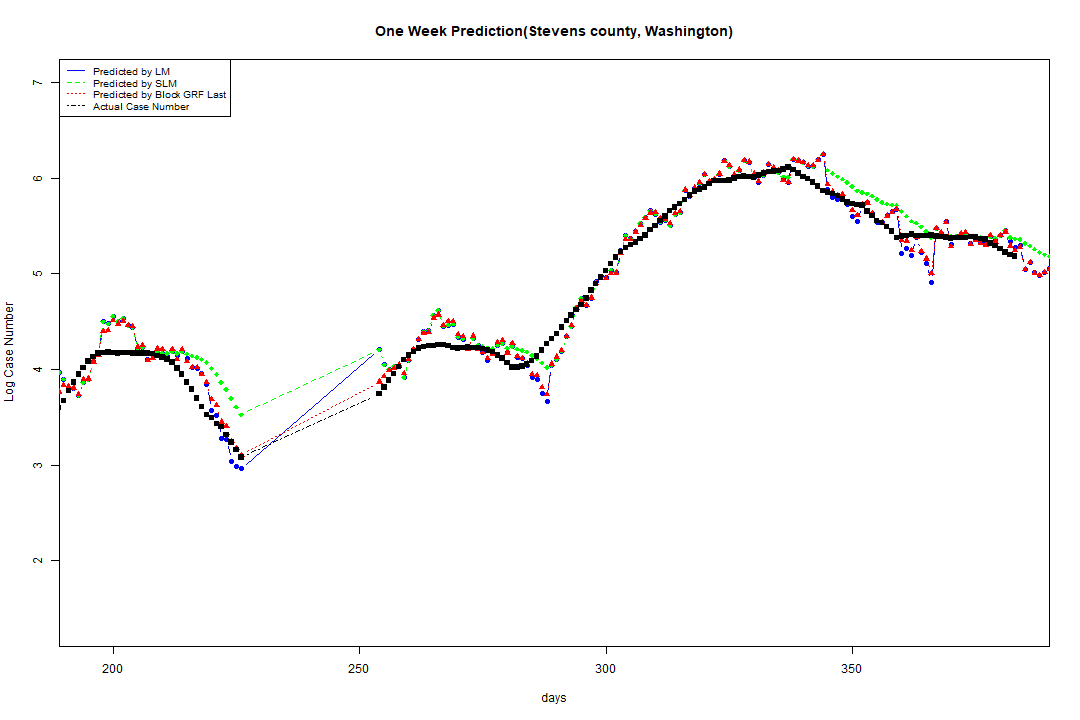 One Week Prediction(Stevens county, Washington)
Predicted by LM
Predicted by SLM
Predicted by Block GRF Last
Actual Case Number
7
6
5
4
3
2
Log Case Number
200
250
300
350
days